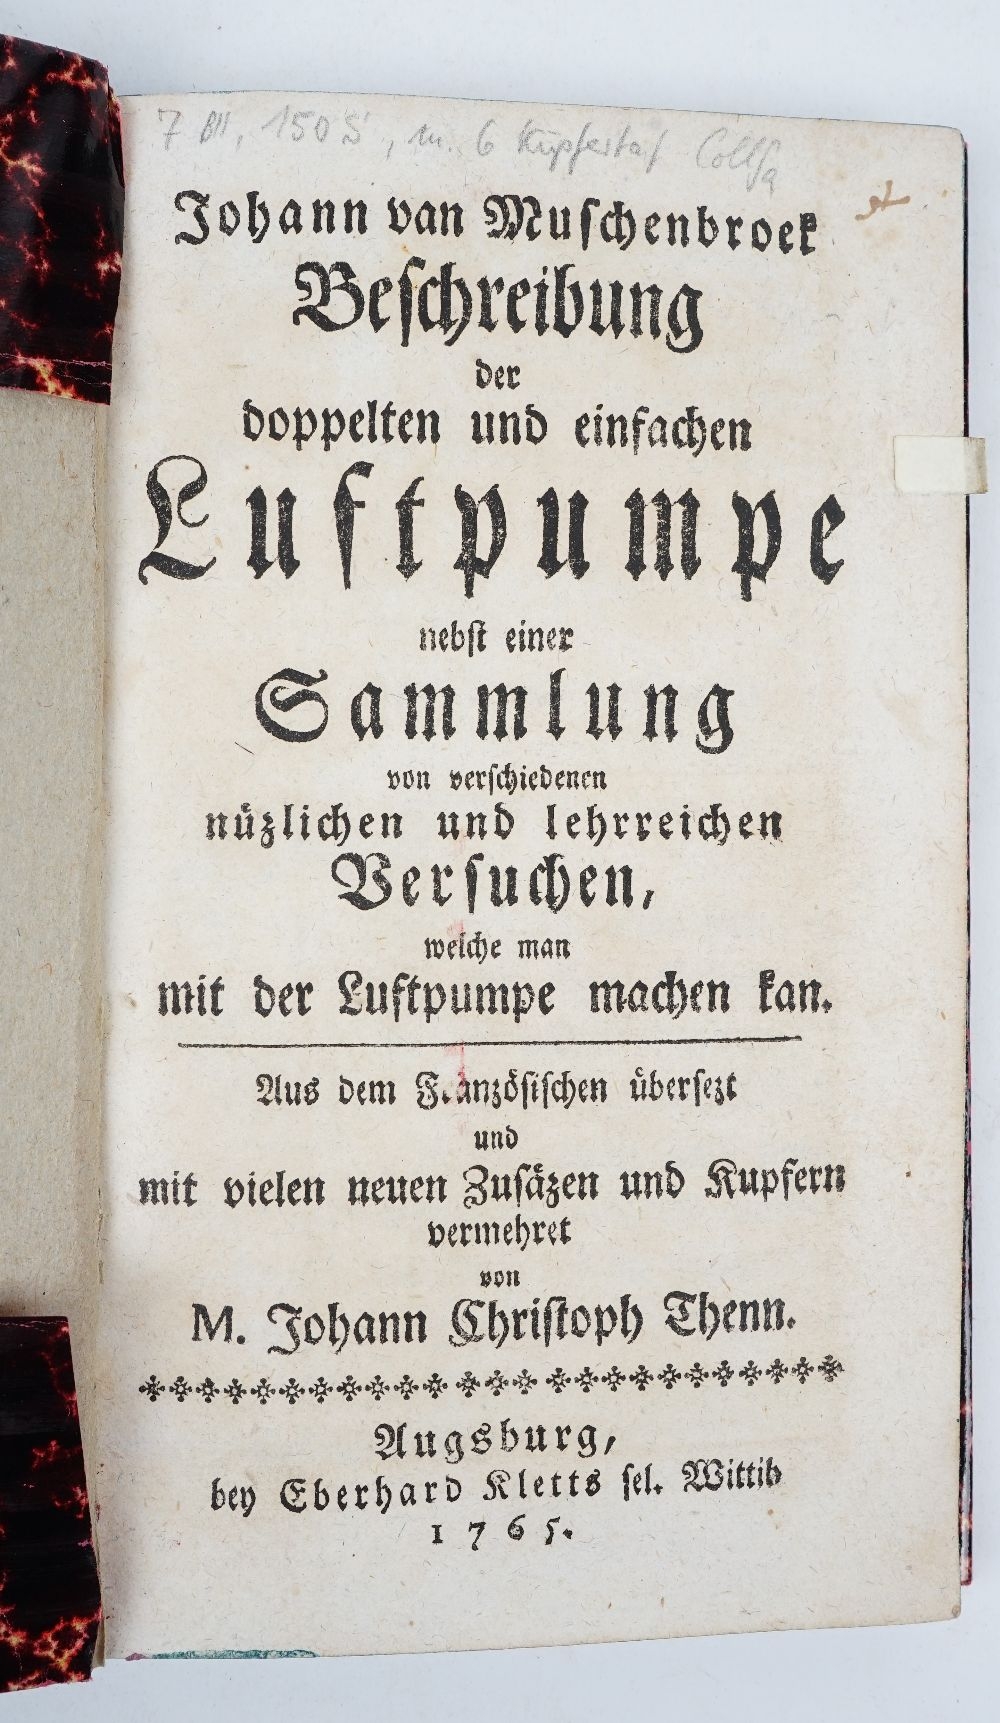 7 Bll, 150 S, m. 6 Kupfertaf
Johann van Muschenbroek
Beschreibung
der
doppelten und einfachen
Luftpumpe
nebst einer
Sammlung
von verschiedenen
nüzlichen und lehrreichen
Versuchen,
welche man
mit der Luftpumpe machen kan.
Aus dem Französischen übersezt
und
mit vielen neuen Zusäzen und Kupfern
vermehret
von
M. Johann Christoph Thenn.
Augsburg,
bey Eberhard Kletts sel. Wittib
1765.